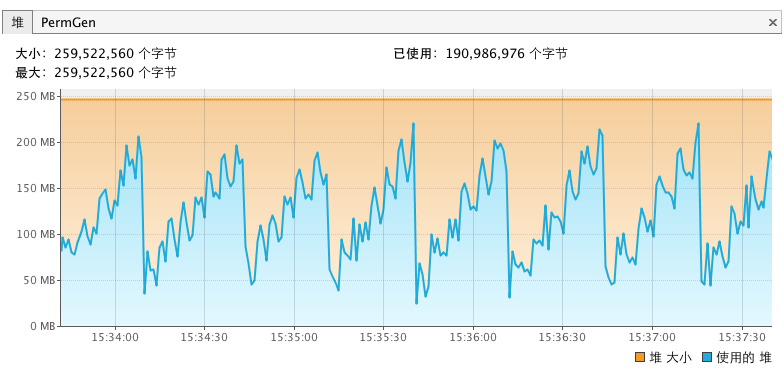 堆 PermGen ×
大小: 259,522,560 个字节 已使用: 190,986,976 个字节
最大: 259,522,560 个字节
250 MB
200 MB
150 MB
100 MB
50 MB
0 MB
15:34:00 15:34:30 15:35:00 15:35:30 15:36:00 15:36:30 15:37:00 15:37:30
堆 大小 使用的 堆